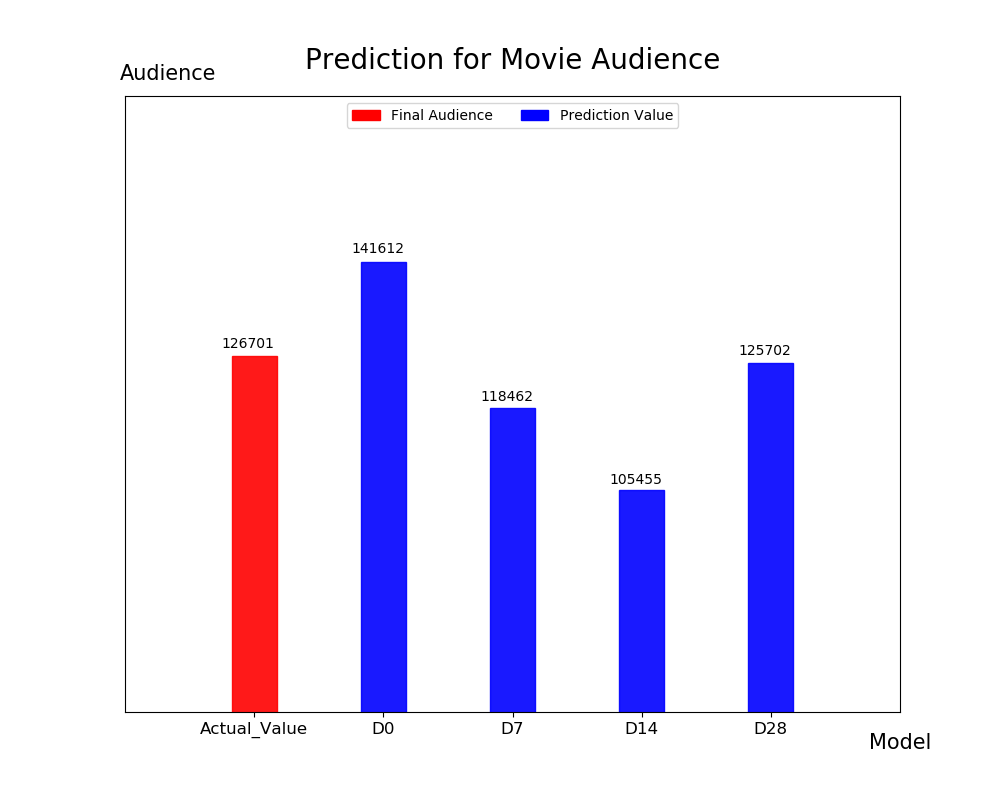 Prediction for Movie Audience
Audience
Final Audience
Prediction Value
141612
126701
125702
118462
105455
Actual_Value
D0
D7
D14
D28
Model